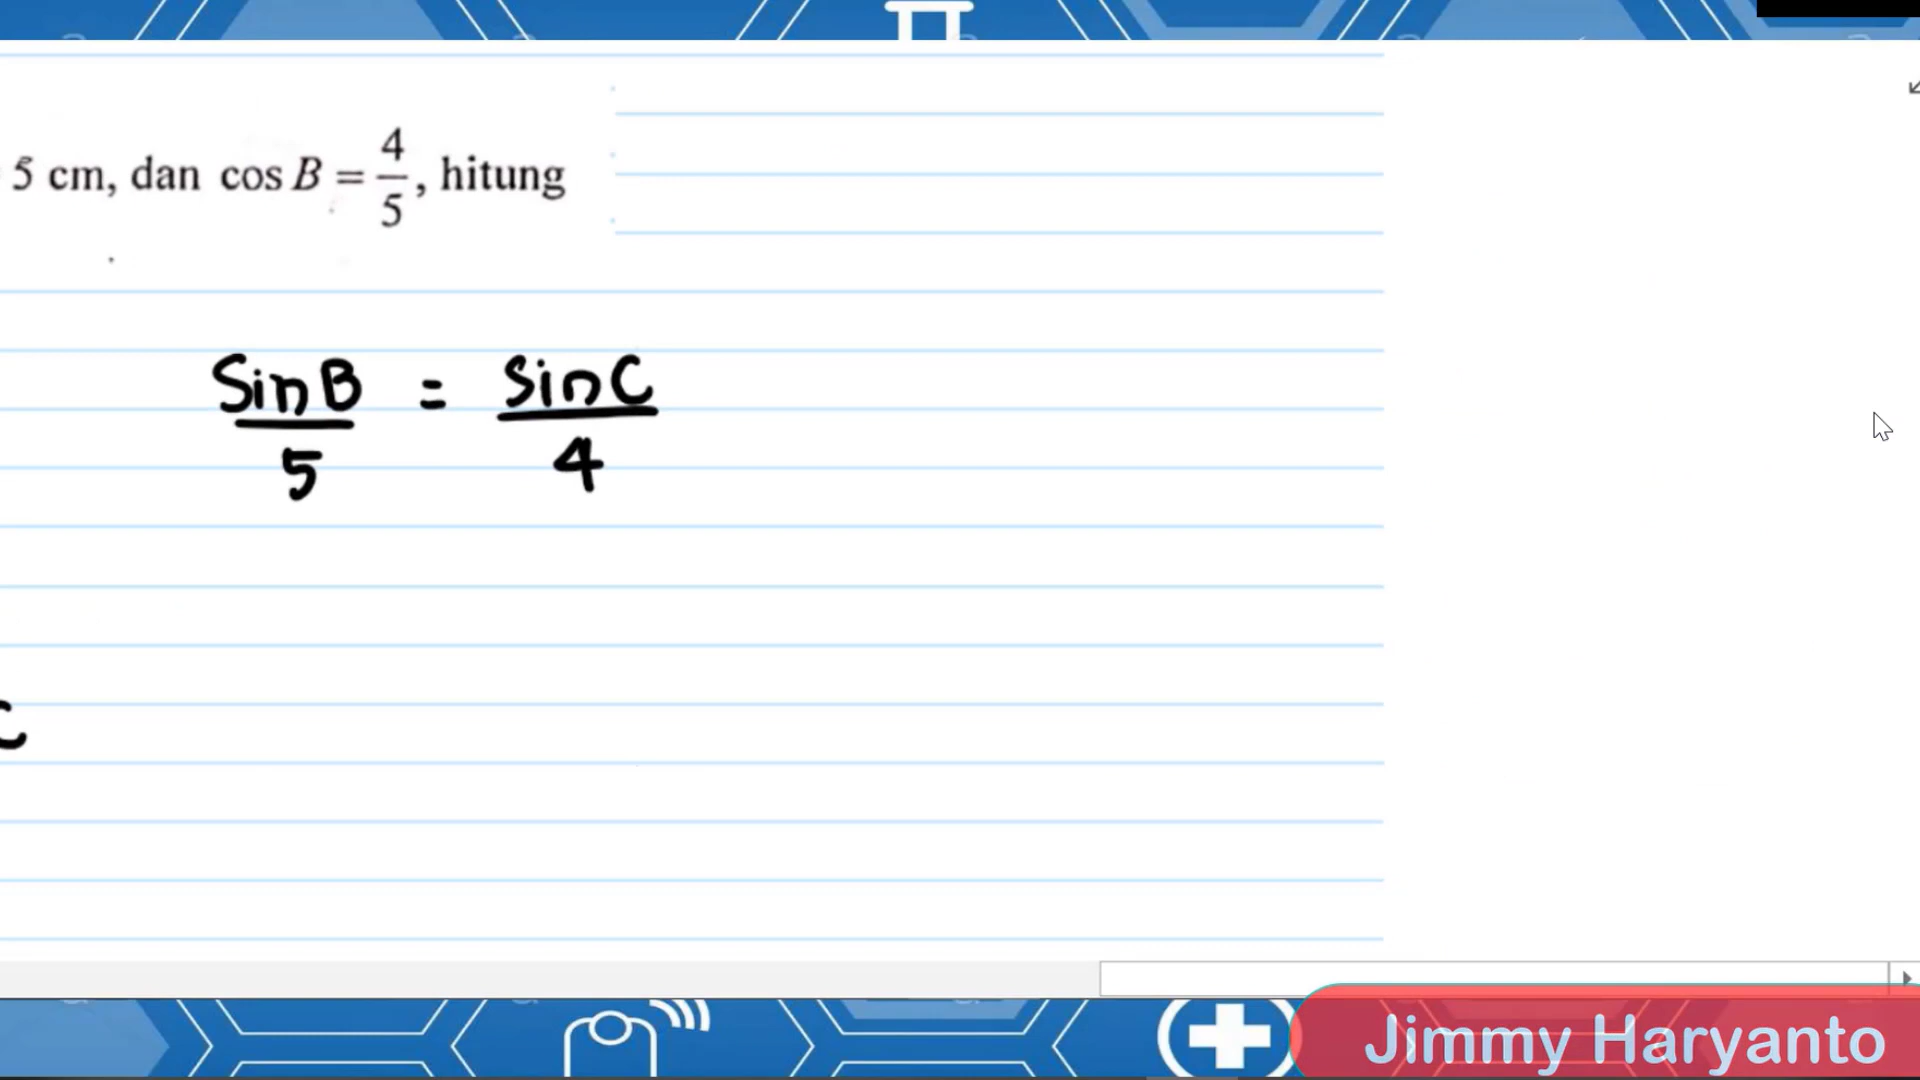 5 cm, dan cos B = 4/5, hitung
Sin B / 5 = Sin C / 4
C
Jimmy Haryanto